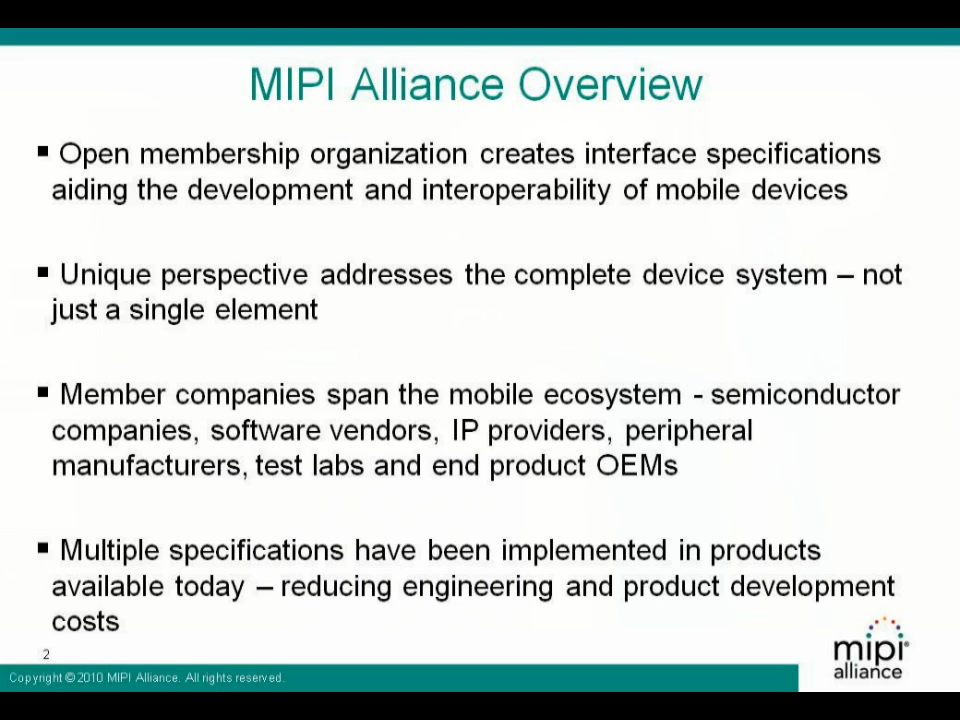 MIPI Alliance Overview
▪ Open membership organization creates interface specifications
aiding the development and interoperability of mobile devices
▪ Unique perspective addresses the complete device system – not
just a single element
▪ Member companies span the mobile ecosystem - semiconductor
companies, software vendors, IP providers, peripheral
manufacturers, test labs and end product OEMs
▪ Multiple specifications have been implemented in products
available today – reducing engineering and product development
costs
2
Copyright © 2010 MIPI Alliance. All rights reserved.
mipi®
alliance